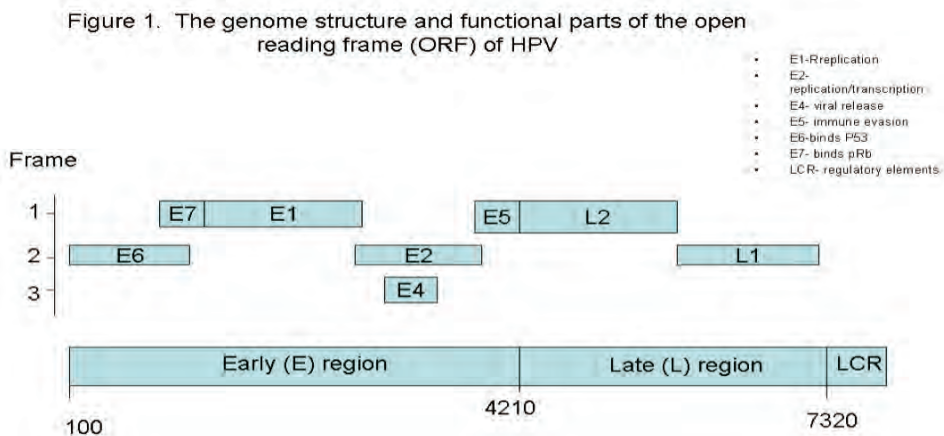 Figure 1. The genome structure and functional parts of the open
reading frame (ORF) of HPV
• E1-Rreplication
• E2-
replication/transcription
• E4- viral release
• E5- immune evasion
• E6-binds P53
• E7- binds pRb
• LCR- regulatory elements
Frame
1 E7 E1 E5 L2
2 E6 E2 L1
3 E4
Early (E) region Late (L) region LCR
100 4210 7320